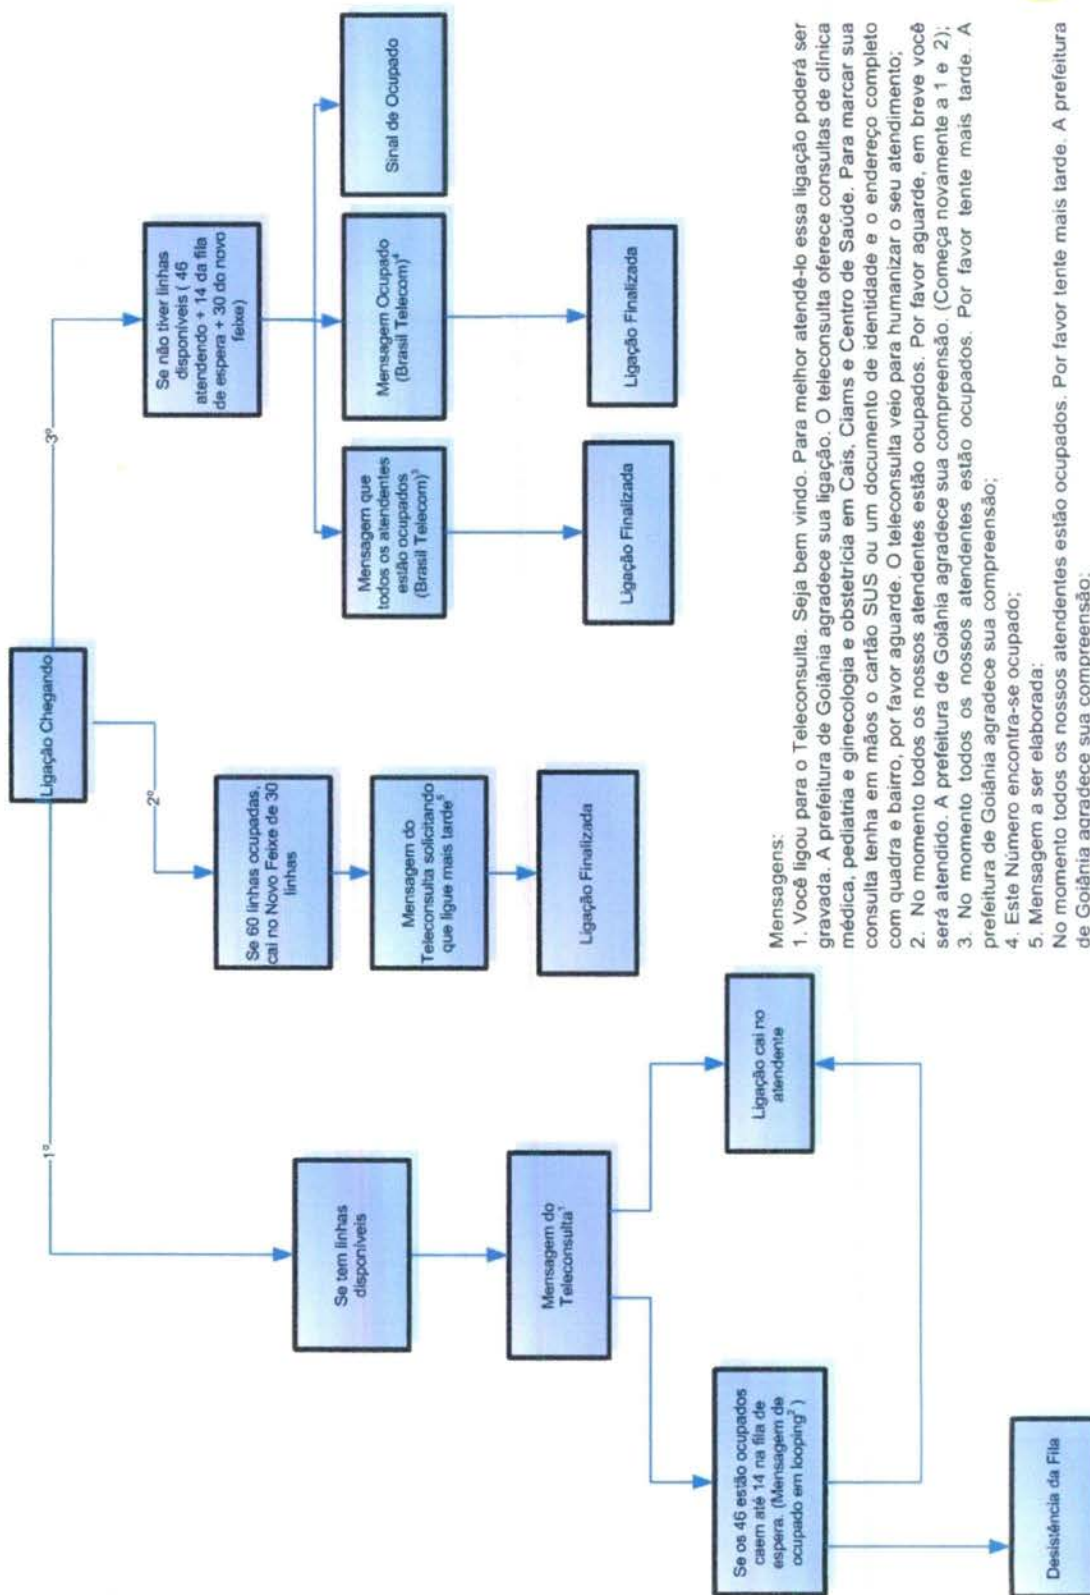 Ligação Chegando
1º
2º
3º
Se tem linhas
disponíveis
Mensagem do
Teleconsulta¹
Se os 46 estão ocupados
caem até 14 na fila de
espera. (Mensagem de
ocupado em looping² )
Ligação cai no
atendente
Desistência da Fila
Se 60 linhas ocupadas,
cai no Novo Feixe de 30
linhas
Mensagem do
Teleconsulta solicitando
que ligue mais tarde⁵
Ligação Finalizada
Se não tiver linhas
disponíveis ( 46
atendendo + 14 da fila
de espera + 30 do novo
feixe)
Mensagem que
todos os atendentes
estão ocupados
(Brasil Telecom)³
Ligação Finalizada
Mensagem Ocupado
(Brasil Telecom)⁴
Ligação Finalizada
Sinal de Ocupado
Mensagens:
1. Você ligou para o Teleconsulta. Seja bem vindo. Para melhor atendê-lo essa ligação poderá ser
gravada. A prefeitura de Goiânia agradece sua ligação. O teleconsulta oferece consultas de clínica
médica, pediatria e ginecologia e obstetrícia em Cais, Ciams e Centro de Saúde. Para marcar sua
consulta tenha em mãos o cartão SUS ou um documento de identidade e o endereço completo
com quadra e bairro, por favor aguarde. O teleconsulta veio para humanizar o seu atendimento;
2. No momento todos os nossos atendentes estão ocupados. Por favor aguarde, em breve você
será atendido. A prefeitura de Goiânia agradece sua compreensão. (Começa novamente a 1 e 2);
3. No momento todos os nossos atendentes estão ocupados. Por favor tente mais tarde. A
prefeitura de Goiânia agradece sua compreensão;
4. Este Número encontra-se ocupado;
5. Mensagem a ser elaborada:
No momento todos os nossos atendentes estão ocupados. Por favor tente mais tarde. A prefeitura
de Goiânia agradece sua compreensão;